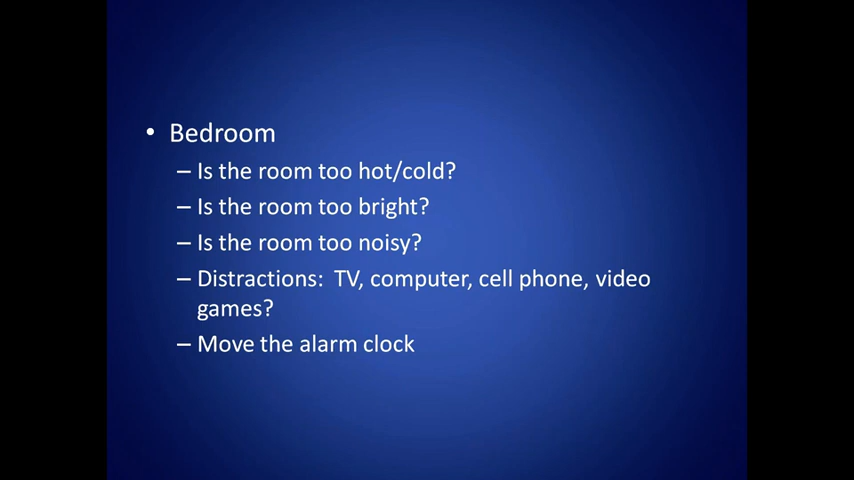 • Bedroom
– Is the room too hot/cold?
– Is the room too bright?
– Is the room too noisy?
– Distractions:  TV, computer, cell phone, video
games?
– Move the alarm clock